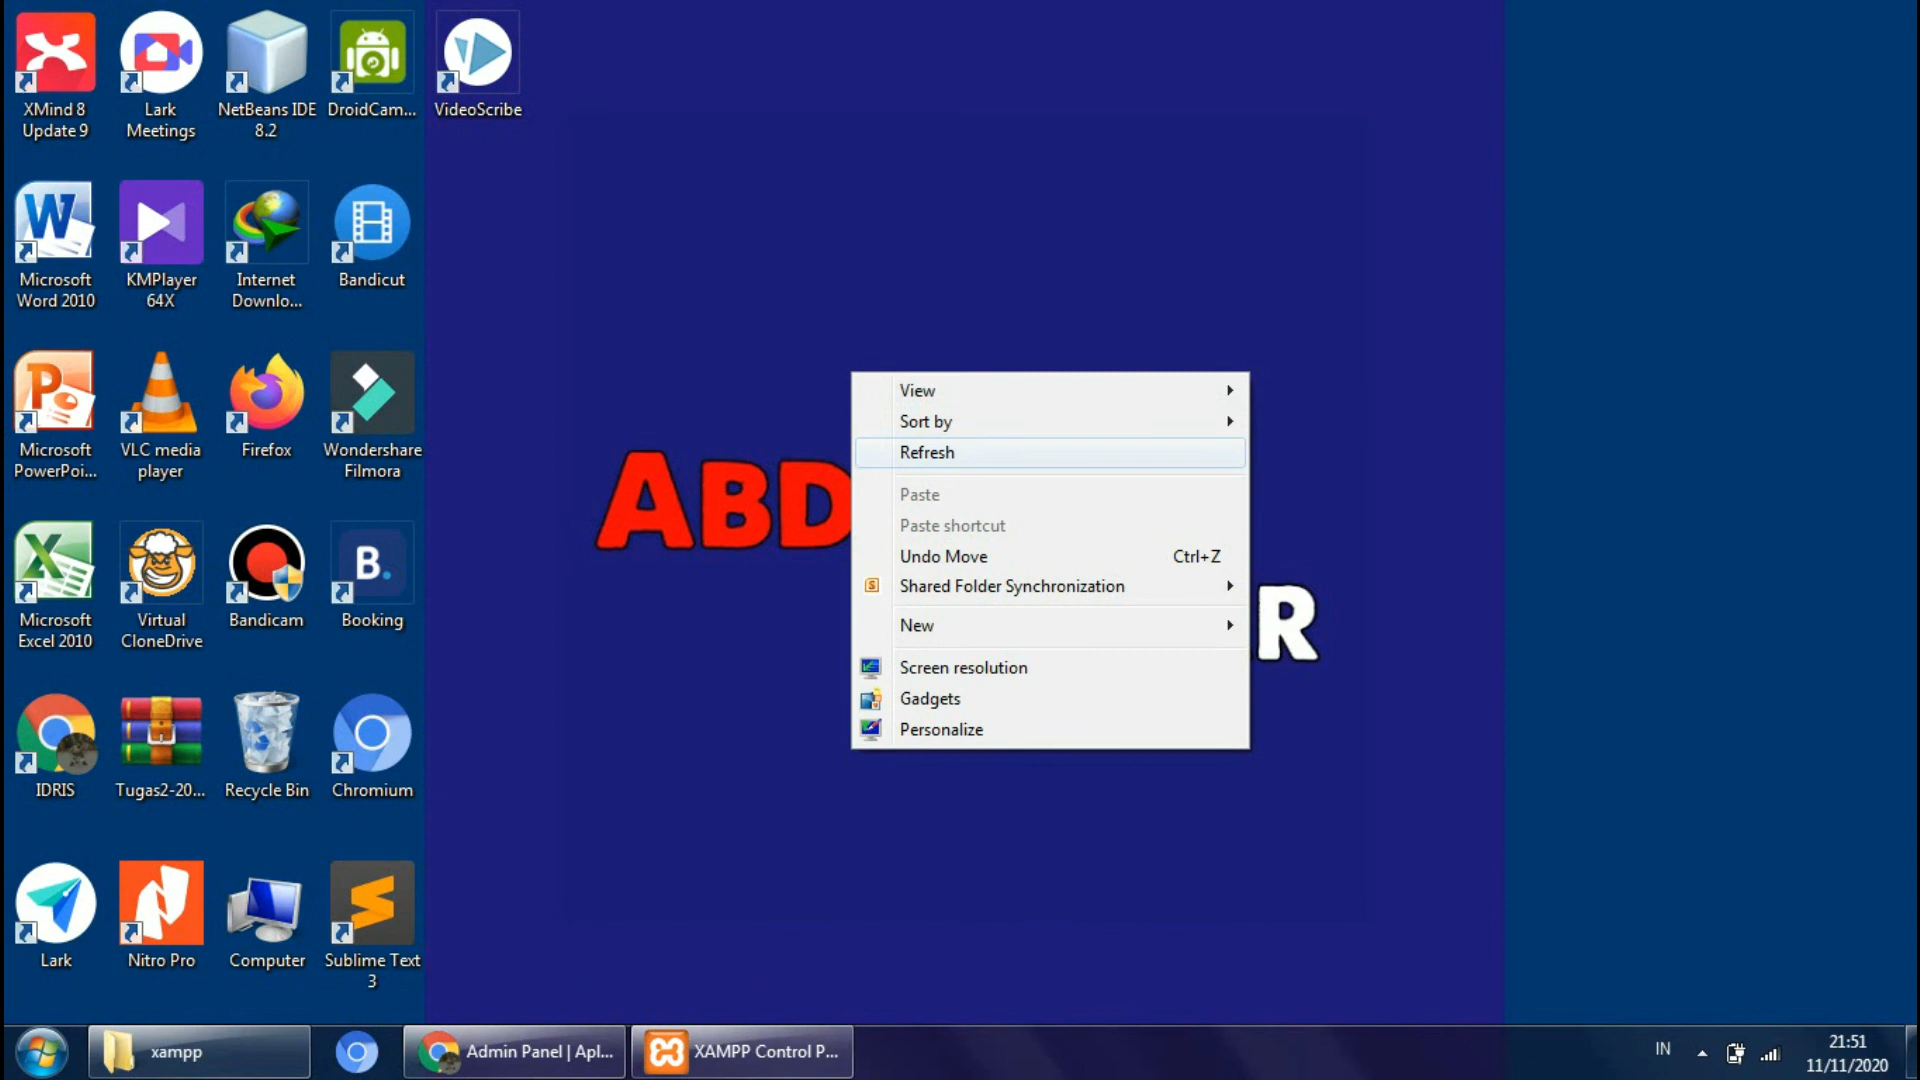 XMind 8
Update 9
Lark
Meetings
NetBeans IDE
8.2
DroidCam...
VideoScribe
Microsoft
Word 2010
KMPlayer
64X
Internet
Downlo...
Bandicut
Microsoft
PowerPoi...
VLC media
player
Firefox
Wondershare
Filmora
Microsoft
Excel 2010
Virtual
CloneDrive
Bandicam
B.
Booking
IDRIS
Tugas2-20...
Recycle Bin
Chromium
Lark
Nitro Pro
Computer
Sublime Text
3
ABD
R
View
Sort by
Refresh
Paste
Paste shortcut
Undo Move Ctrl+Z
Shared Folder Synchronization
New
Screen resolution
Gadgets
Personalize
xampp
Admin Panel | Apl...
XAMPP Control P...
IN
21:51
11/11/2020